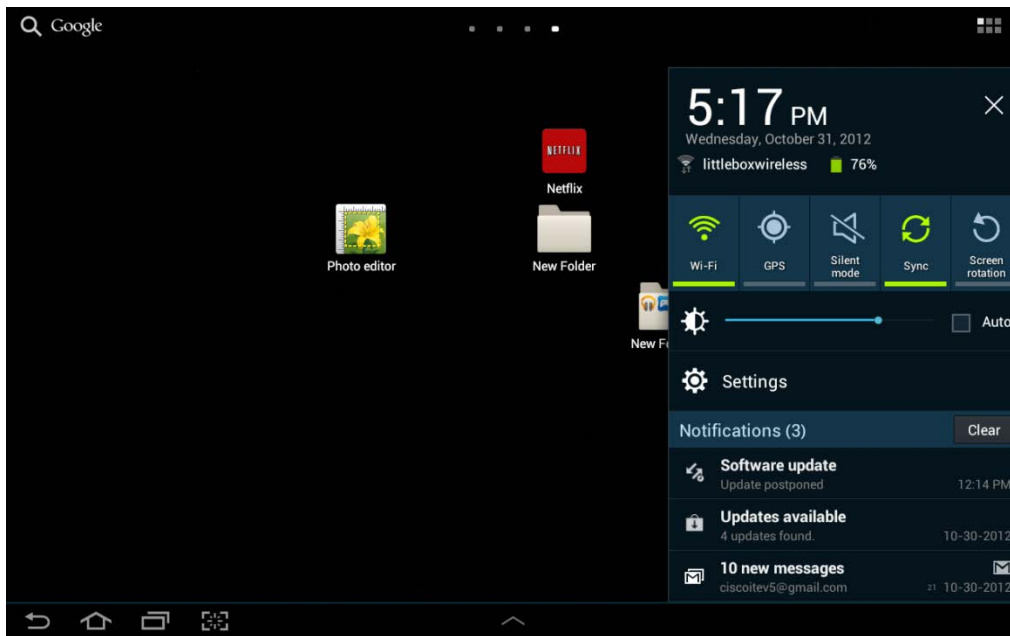 Google
5:17 PM
Wednesday, October 31, 2012
littleboxwireless 76%
NETFLIX
Netflix
Photo editor
New Folder
New Fo
Wi-Fi
GPS
Silent mode
Sync
Screen rotation
Auto
Settings
Notifications (3)
Clear
Software update
Update postponed 12:14 PM
Updates available
4 updates found. 10-30-2012
10 new messages
ciscoitev5@gmail.com 21 10-30-2012